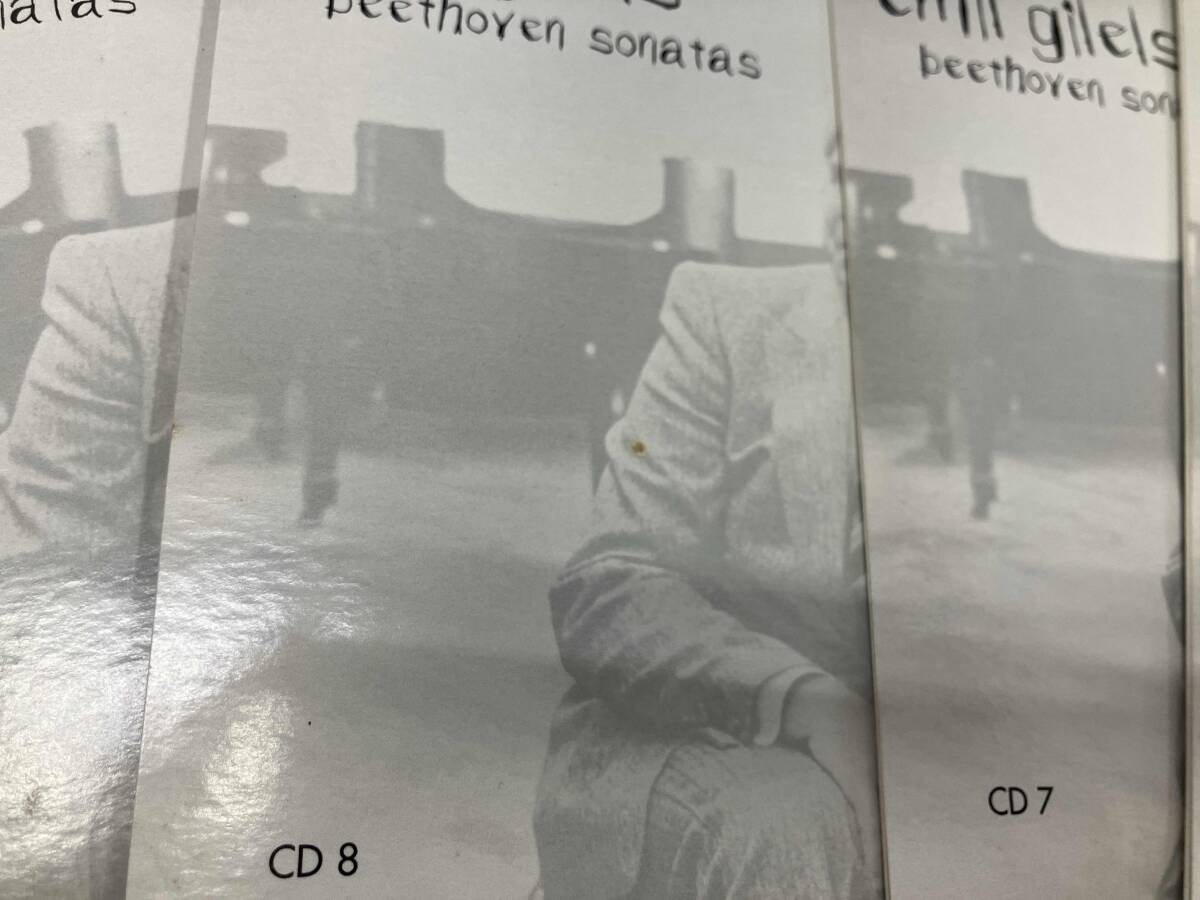 natas
beethoven sonatas
CD 8
emil gilels
beethoven son
CD 7